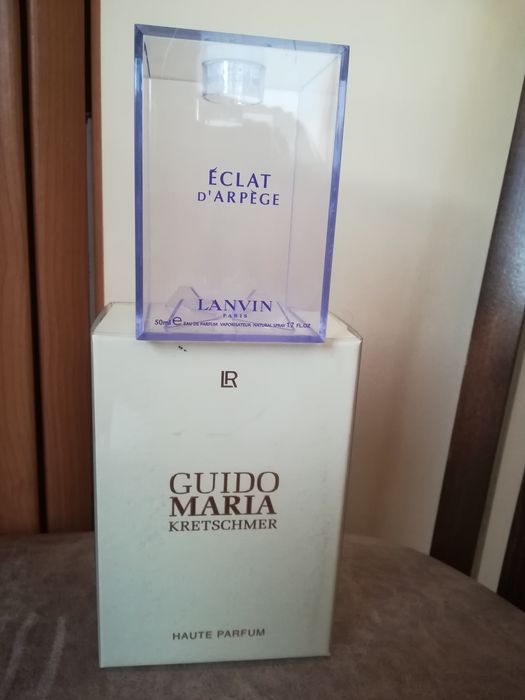 ÉCLAT
D'ARPÈGE
LANVIN
PARIS
50ml e EAU DE PARFUM VAPORISATEUR NATURAL SPRAY 1.7 FL.OZ
LR
GUIDO
MARIA
KRETSCHMER
HAUTE PARFUM